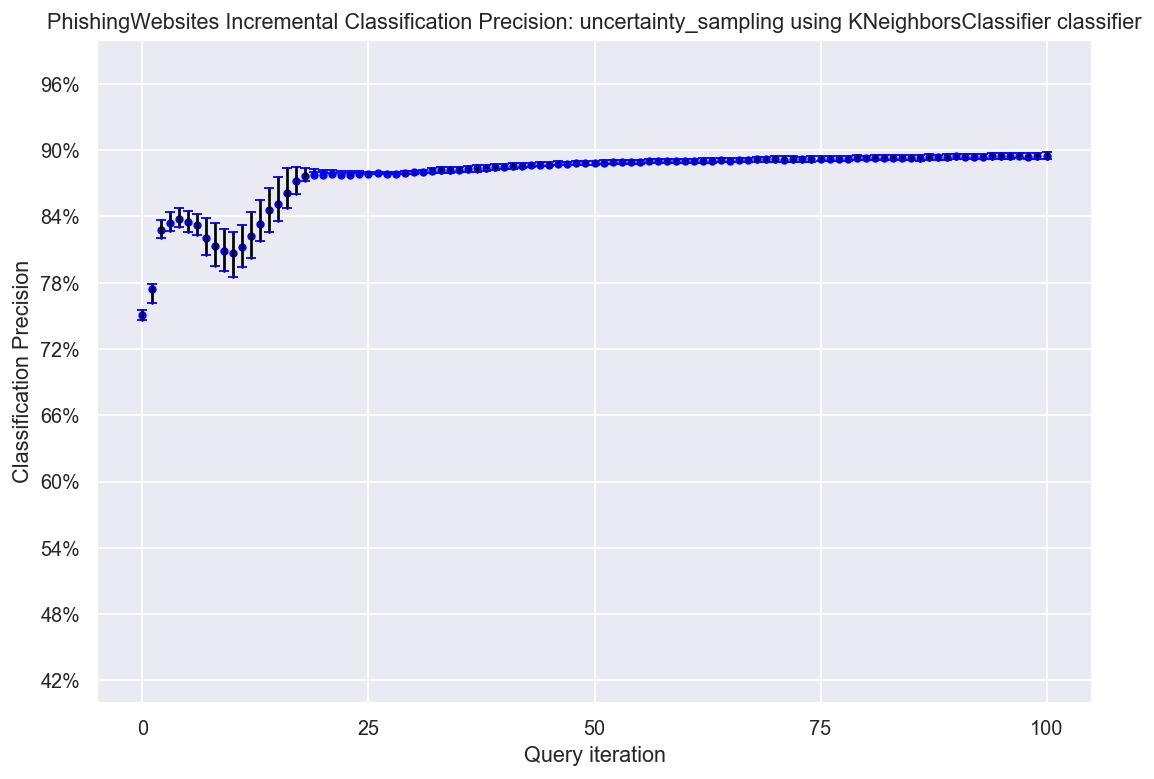 PhishingWebsites Incremental Classification Precision: uncertainty_sampling using KNeighborsClassifier classifier
96%
90%
84%
78%
72%
66%
60%
54%
48%
42%
Classification Precision
0 25 50 75 100
Query iteration